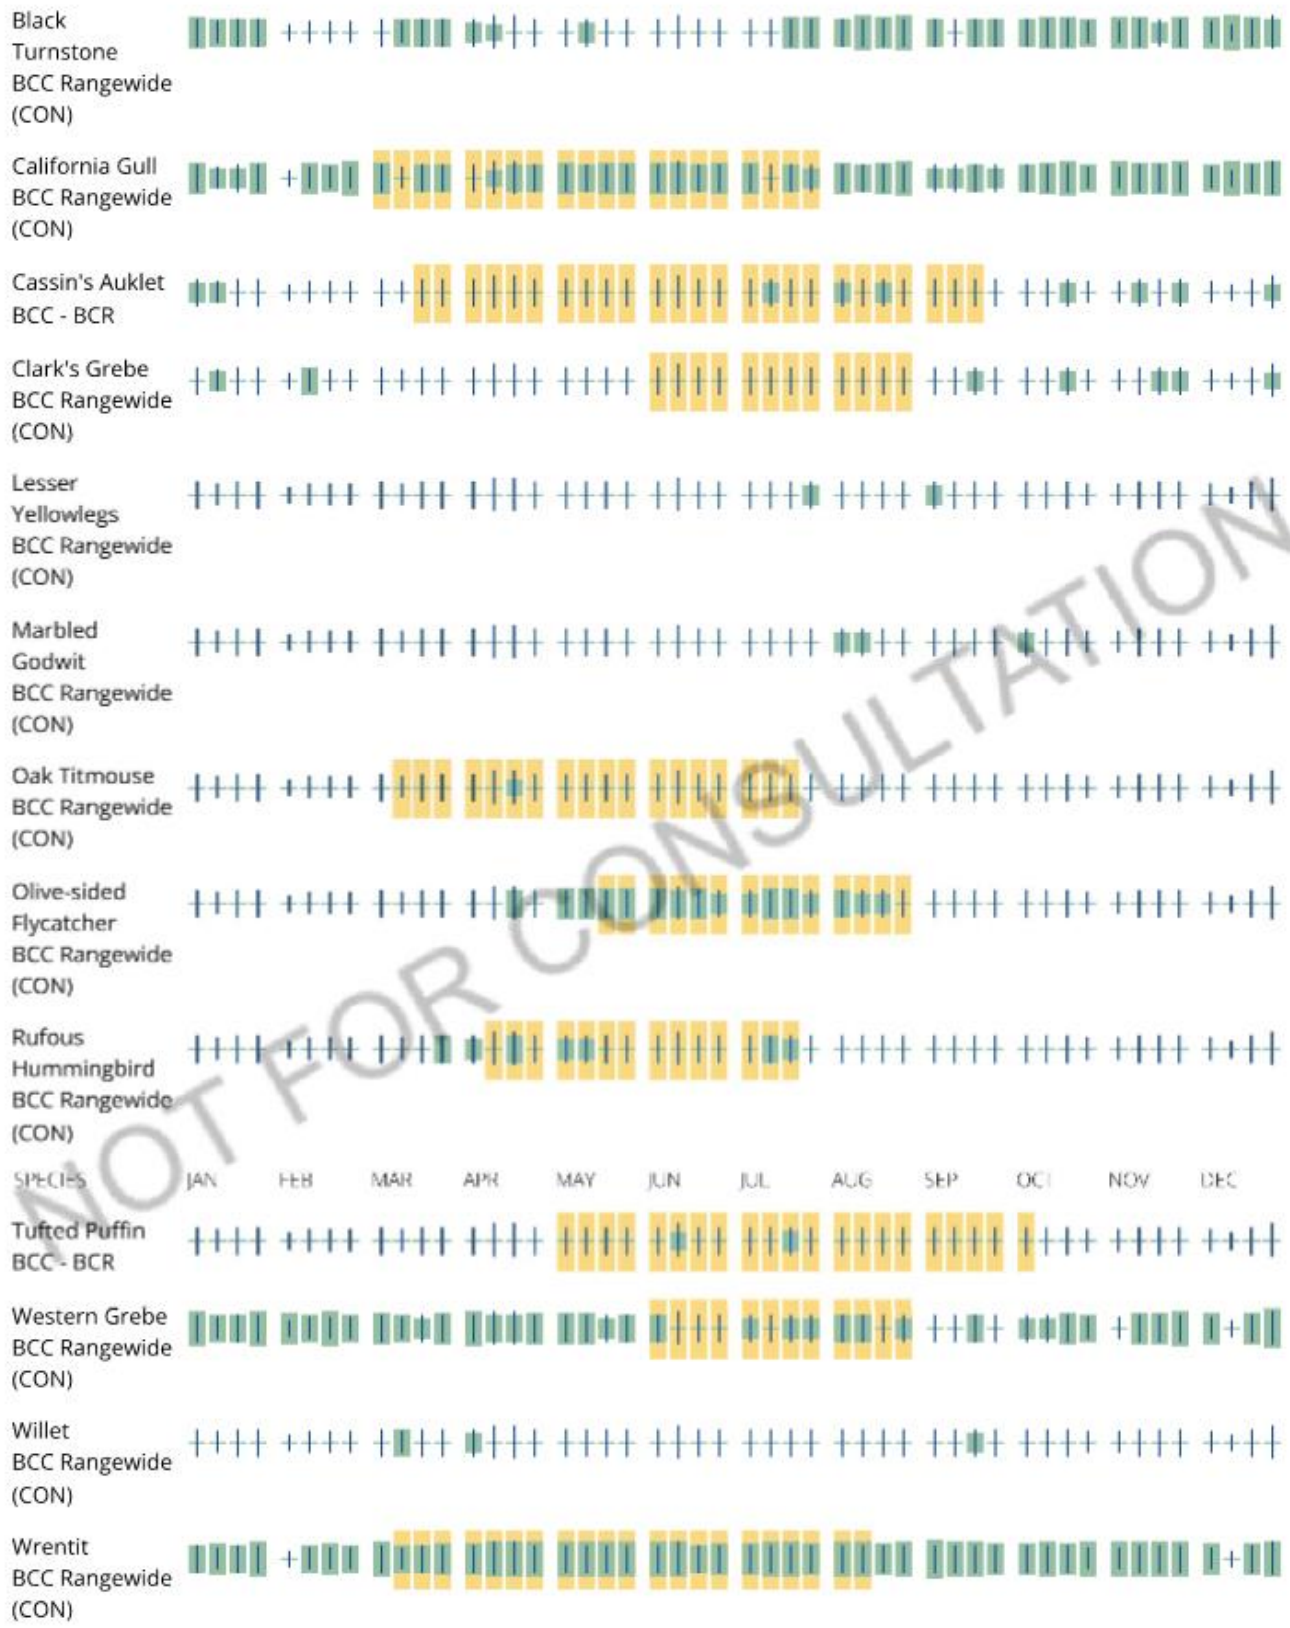 Black
Turnstone
BCC Rangewide
(CON)
California Gull
BCC Rangewide
(CON)
Cassin's Auklet
BCC - BCR
Clark's Grebe
BCC Rangewide
(CON)
Lesser
Yellowlegs
BCC Rangewide
(CON)
Marbled
Godwit
BCC Rangewide
(CON)
Oak Titmouse
BCC Rangewide
(CON)
Olive-sided
Flycatcher
BCC Rangewide
(CON)
Rufous
Hummingbird
BCC Rangewide
(CON)
SPECIES JAN FEB MAR APR MAY JUN JUL AUG SEP OCT NOV DEC
Tufted Puffin
BCC - BCR
Western Grebe
BCC Rangewide
(CON)
Willet
BCC Rangewide
(CON)
Wrentit
BCC Rangewide
(CON)
NOT FOR CONSULTATION